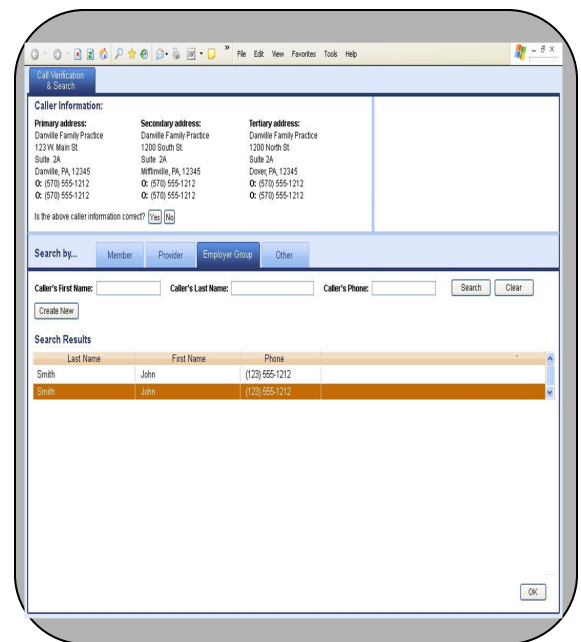 File Edit View Favorites Tools Help
Call Verification
& Search
Caller Information:
Primary address: Secondary address: Tertiary address:
Danville Family Practice Danville Family Practice Danville Family Practice
123 W. Main St. 1200 South St. 1200 North St.
Suite 2A Suite 2A Suite 2A
Danville, PA, 12345 Mifflinville, PA, 12345 Dover, PA, 12345
O: (570) 555-1212 O: (570) 555-1212 O: (570) 555-1212
O: (570) 555-1212 O: (570) 555-1212 O: (570) 555-1212
Is the above caller information correct? Yes No
Search by... Member Provider Employer Group Other
Caller's First Name: Caller's Last Name: Caller's Phone: Search Clear
Create New
Search Results
Last Name First Name Phone
Smith John (123) 555-1212
Smith John (123) 555-1212
OK